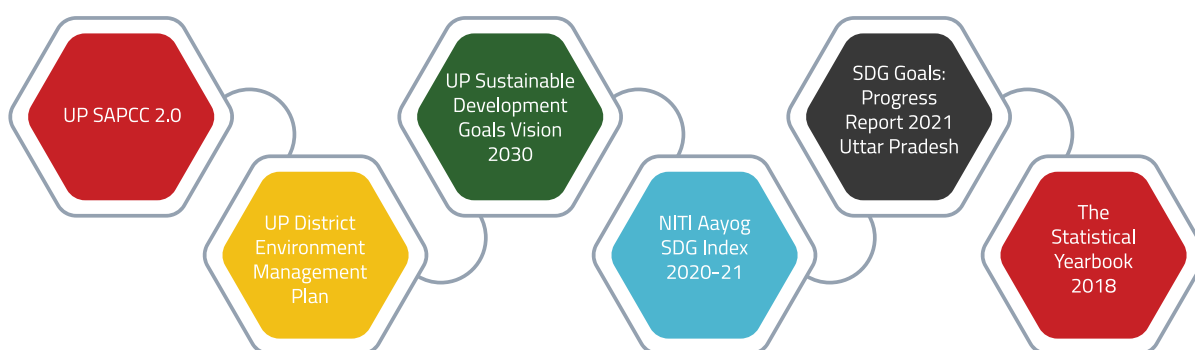 UP SAPCC 2.0
UP District
Environment
Management
Plan
UP Sustainable
Development
Goals Vision
2030
NITI Aayog
SDG Index
2020-21
SDG Goals:
Progress
Report 2021
Uttar Pradesh
The
Statistical
Yearbook
2018